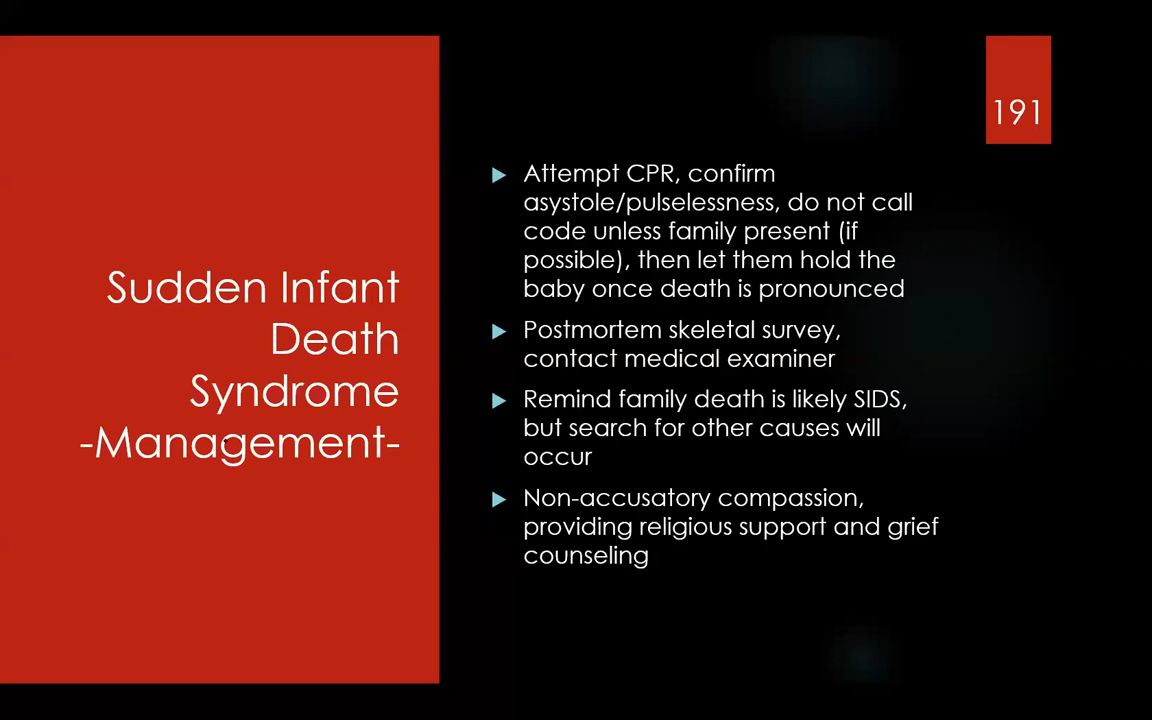 191
Sudden Infant
Death
Syndrome
-Management-
Attempt CPR, confirm
asystole/pulselessness, do not call
code unless family present (if
possible), then let them hold the
baby once death is pronounced
Postmortem skeletal survey,
contact medical examiner
Remind family death is likely SIDS,
but search for other causes will
occur
Non-accusatory compassion,
providing religious support and grief
counseling